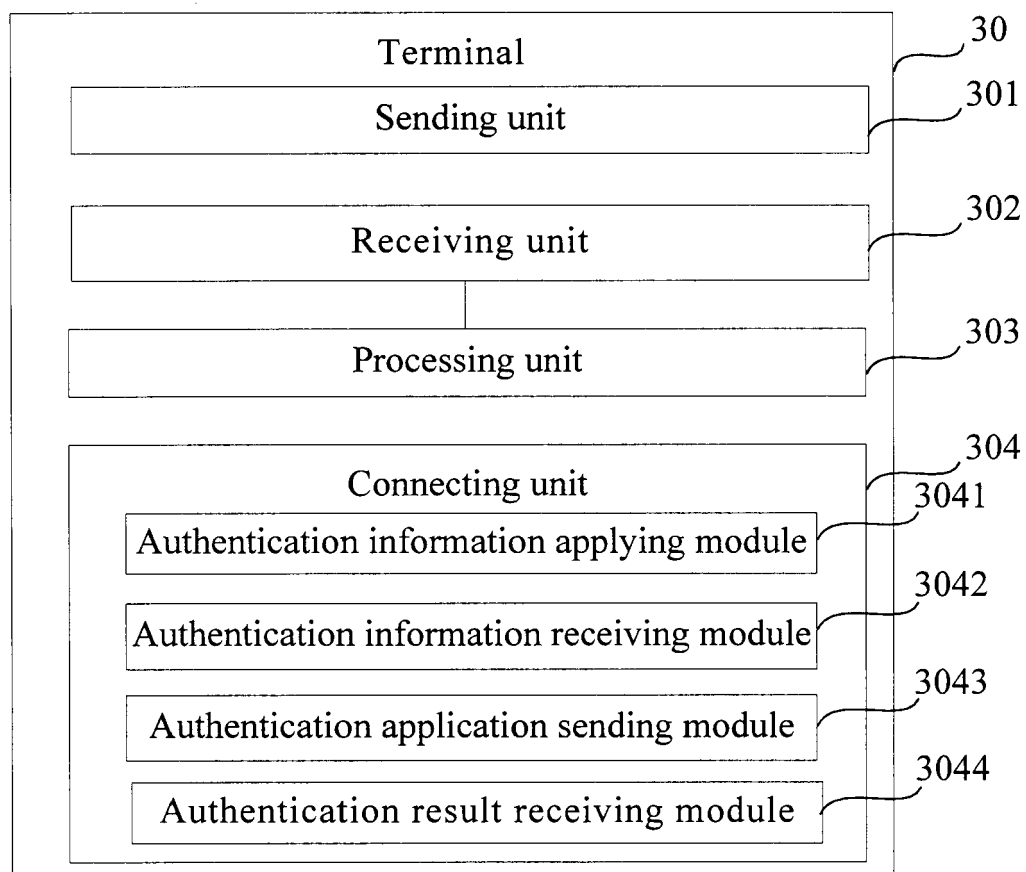 30
Terminal
301
Sending unit
302
Receiving unit
303
Processing unit
304
Connecting unit
3041
Authentication information applying module
3042
Authentication information receiving module
3043
Authentication application sending module
3044
Authentication result receiving module